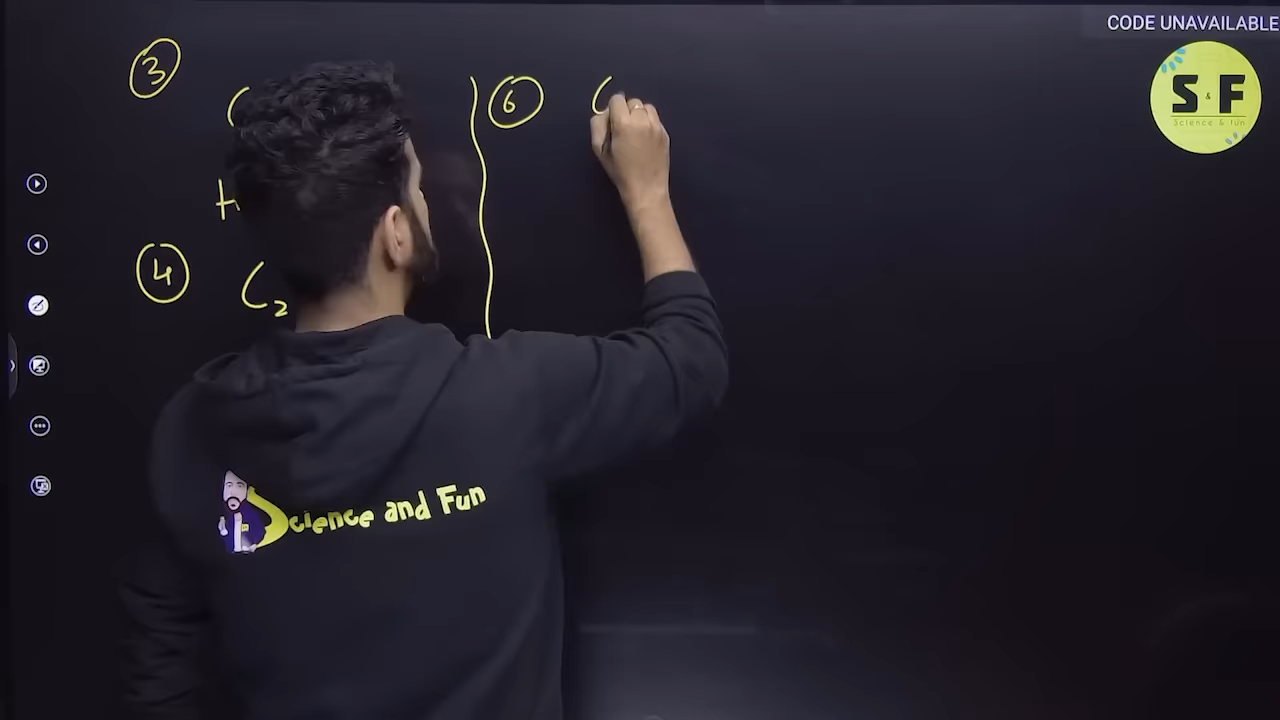 CODE UNAVAILABLE
S&F
Science & fun
3
C
H
4
C2
6
C
Science and Fun